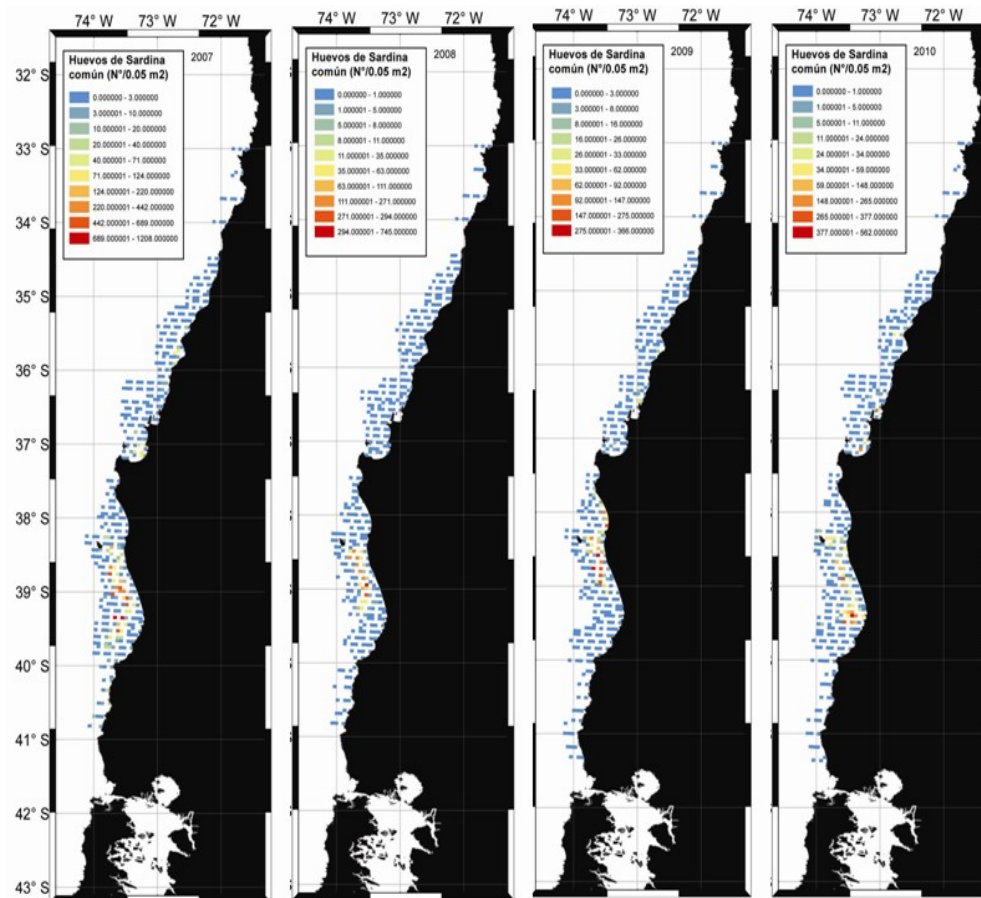 74° W 73° W 72° W
74° W 73° W 72° W
74° W 73° W 72° W
74° W 73° W 72° W
Huevos de Sardina
común (N°/0.05 m2)
2007
0.000000 - 3.000000
3.000001 - 10.000000
10.000001 - 20.000000
20.000001 - 40.000000
40.000001 - 71.000000
71.000001 - 124.000000
124.000001 - 220.000000
220.000001 - 442.000000
442.000001 - 689.000000
689.000001 - 1208.000000
Huevos de Sardina
común (N°/0.05 m2)
2008
0.000000 - 1.000000
1.000001 - 5.000000
5.000001 - 8.000000
8.000001 - 11.000000
11.000001 - 35.000000
35.000001 - 63.000000
63.000001 - 111.000000
111.000001 - 271.000000
271.000001 - 294.000000
294.000001 - 745.000000
Huevos de Sardina
común (N°/0.05 m2)
2009
0.000000 - 3.000000
3.000001 - 8.000000
8.000001 - 16.000000
16.000001 - 26.000000
26.000001 - 33.000000
33.000001 - 62.000000
62.000001 - 92.000000
92.000001 - 147.000000
147.000001 - 275.000000
275.000001 - 366.000000
Huevos de Sardina
común (N°/0.05 m2)
2010
0.000000 - 1.000000
1.000001 - 5.000000
5.000001 - 11.000000
11.000001 - 24.000000
24.000001 - 34.000000
34.000001 - 59.000000
59.000001 - 148.000000
148.000001 - 265.000000
265.000001 - 377.000000
377.000001 - 562.000000
32° S
33° S
34° S
35° S
36° S
37° S
38° S
39° S
40° S
41° S
42° S
43° S